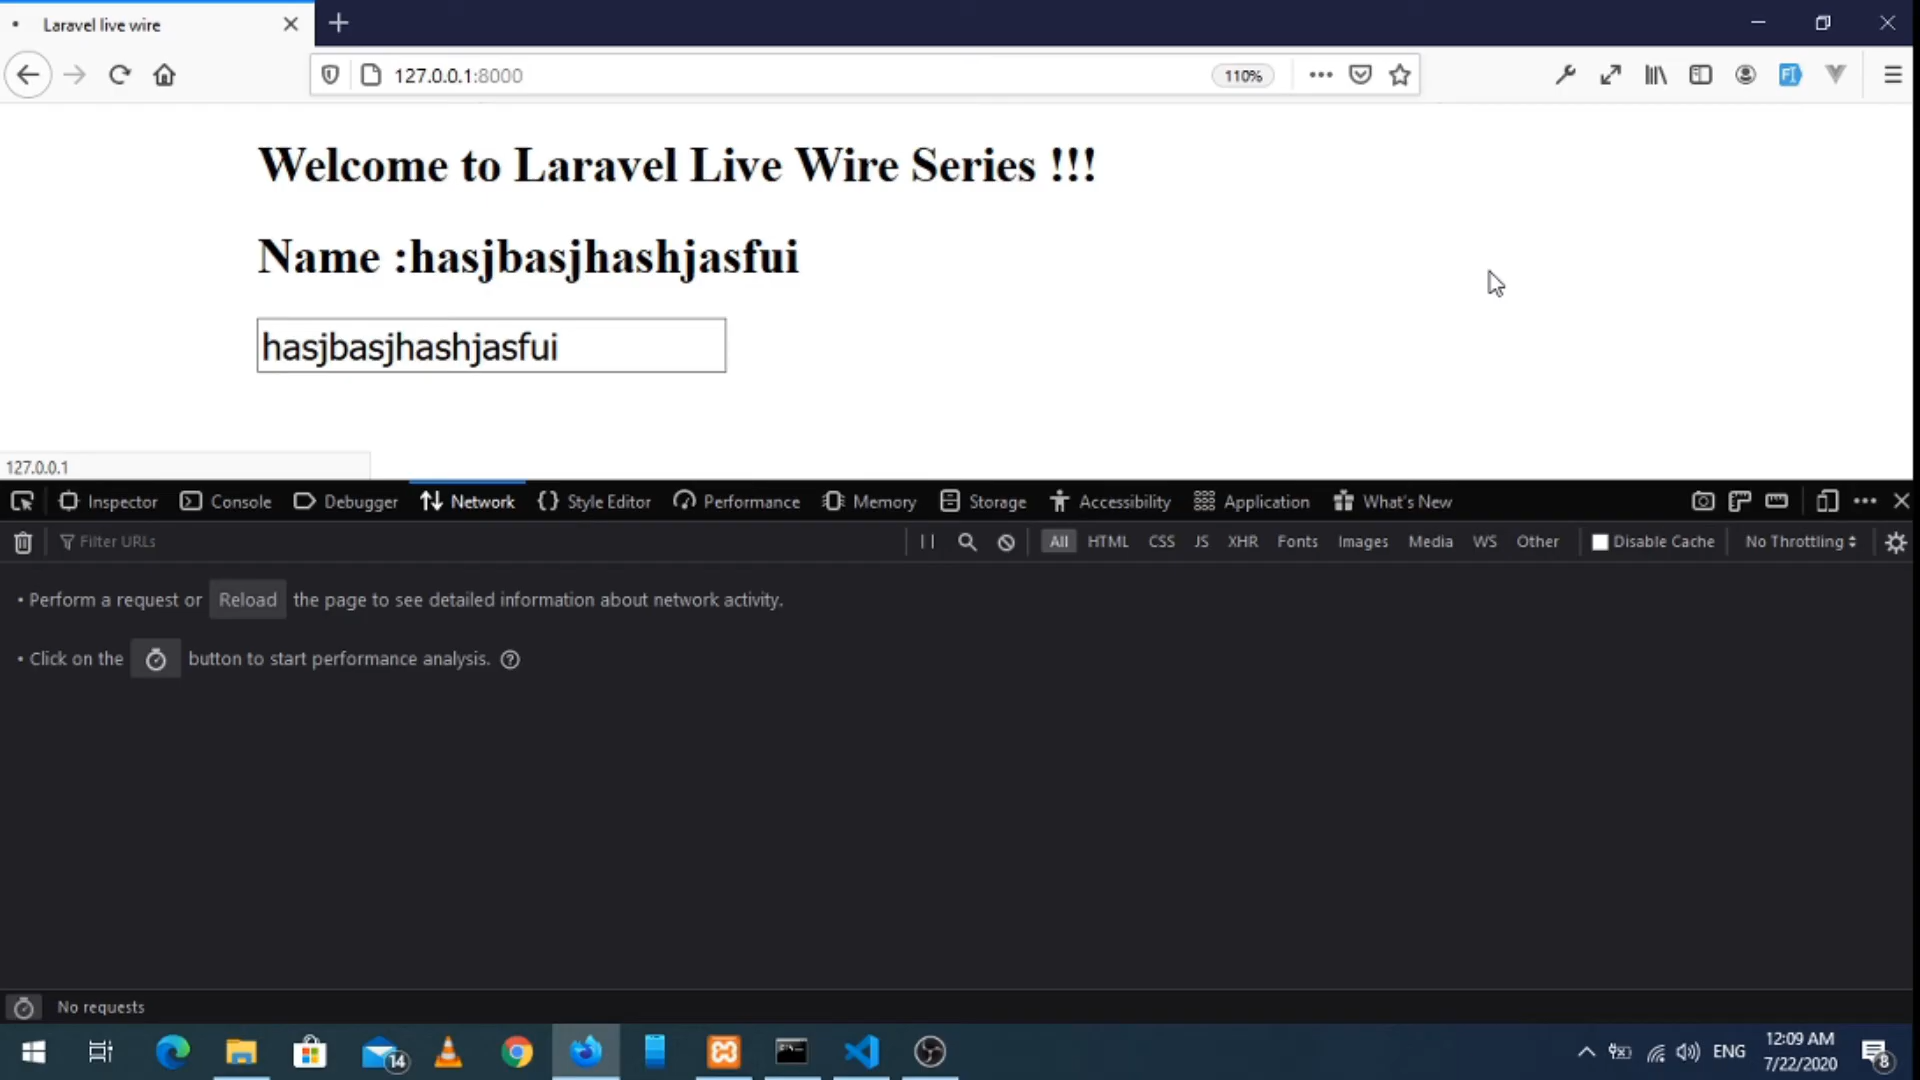 Laravel live wire
127.0.0.1:8000
110%
Welcome to Laravel Live Wire Series !!!
Name :hasjbasjhashjasfui
hasjbasjhashjasfui
127.0.0.1
Inspector Console Debugger Network Style Editor Performance Memory Storage Accessibility Application What's New
Filter URLs All HTML CSS JS XHR Fonts Images Media WS Other Disable Cache No Throttling
• Perform a request or Reload the page to see detailed information about network activity.
• Click on the button to start performance analysis.
No requests
14
ENG
12:09 AM
7/22/2020
8